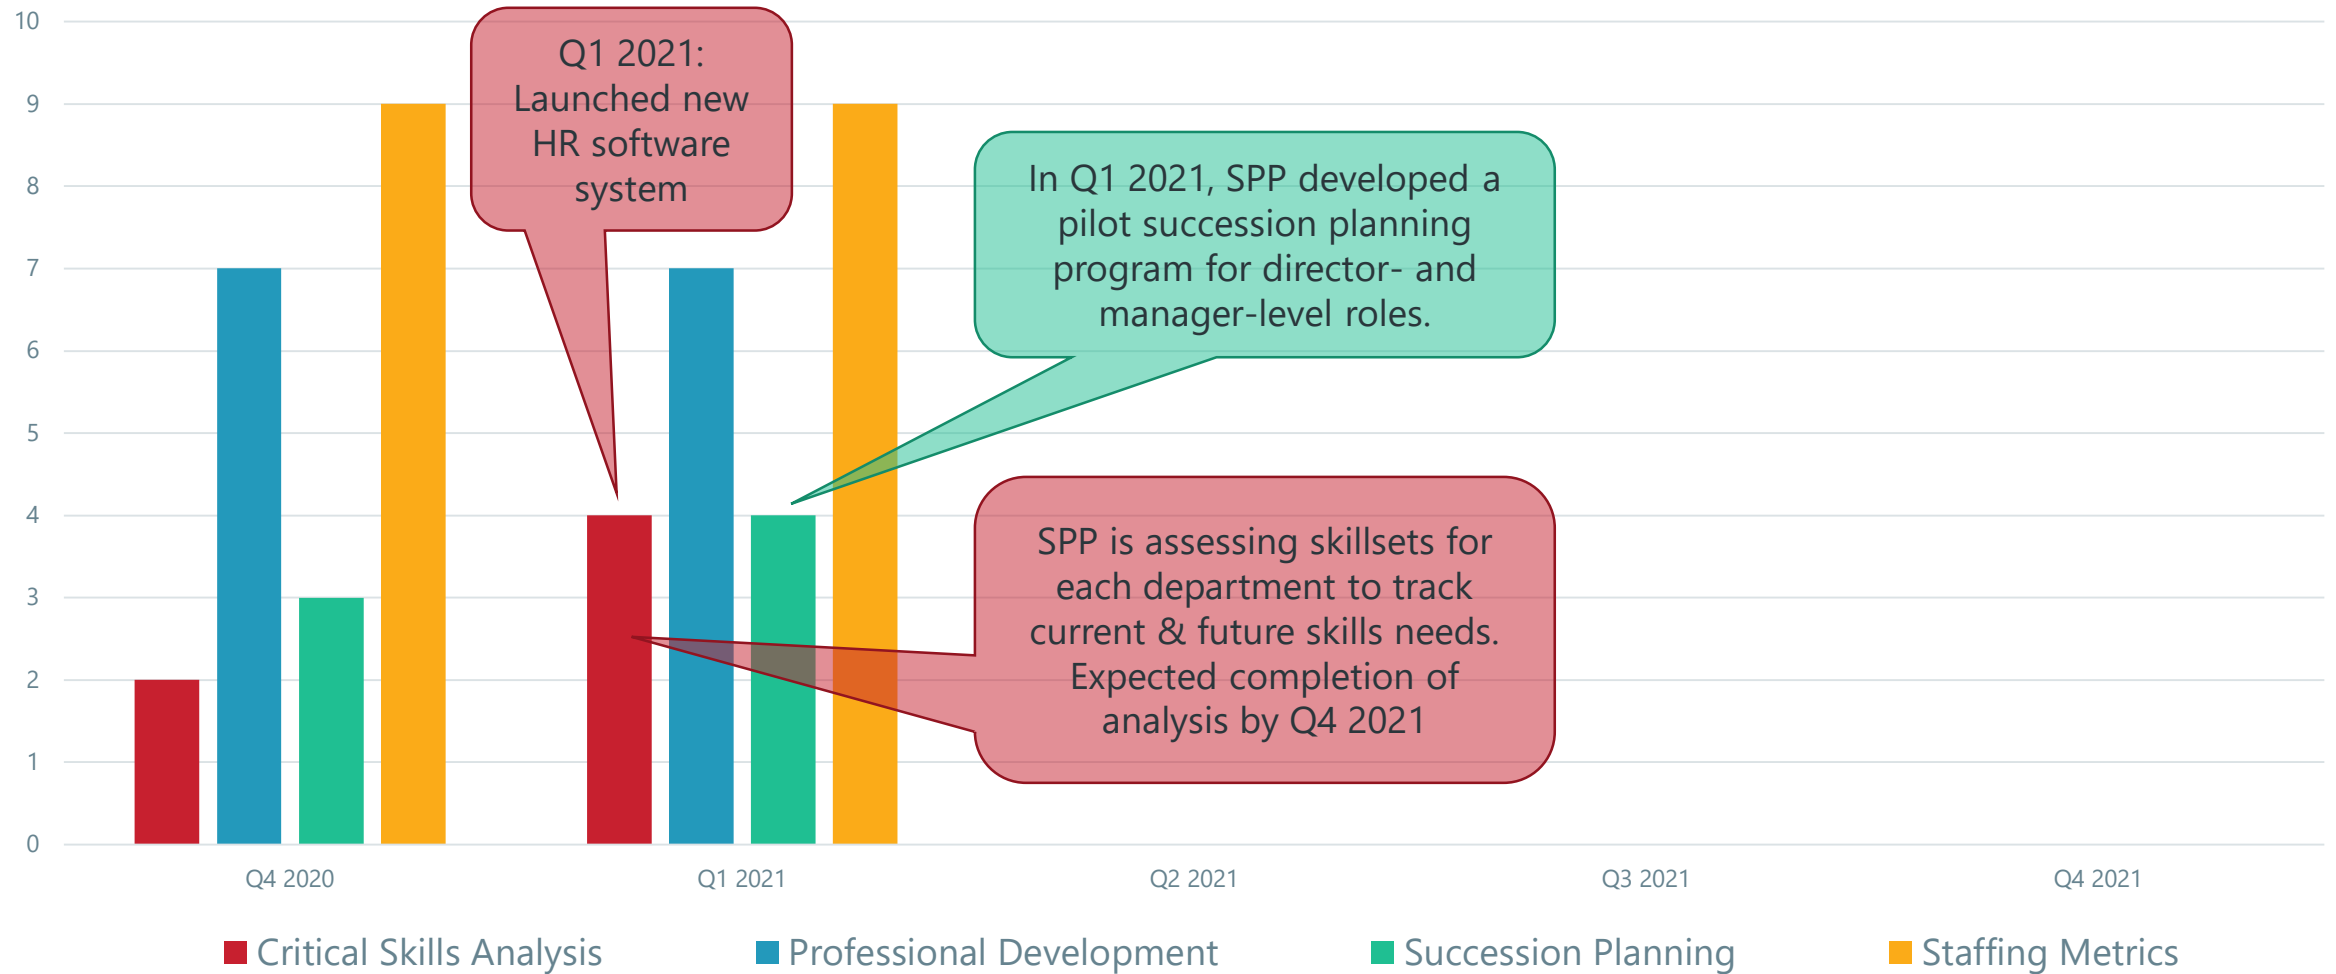 10
9
8
7
6
5
4
3
2
1
0
Q1 2021:
Launched new
HR software
system
In Q1 2021, SPP developed a
pilot succession planning
program for director- and
manager-level roles.
SPP is assessing skillsets for
each department to track
current & future skills needs.
Expected completion of
analysis by Q4 2021
Q4 2020
Q1 2021
Q2 2021
Q3 2021
Q4 2021
Critical Skills Analysis
Professional Development
Succession Planning
Staffing Metrics